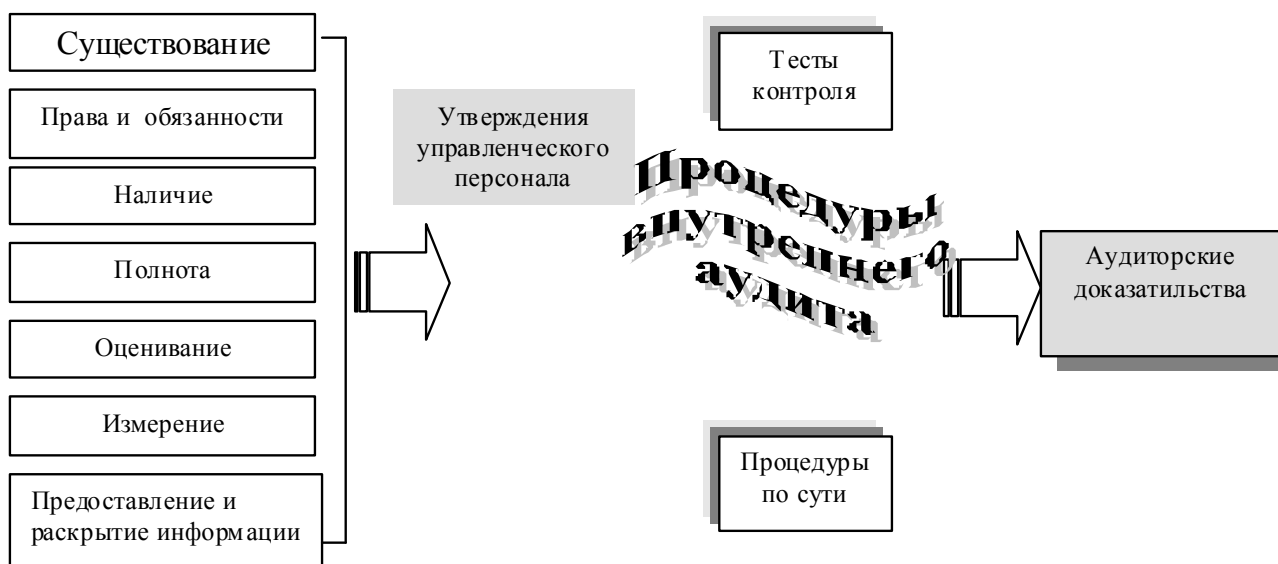 Существование
Права и обязанности
Наличие
Полнота
Оценивание
Измерение
Предоставление и
раскрытие информации
Утверждения
управленческого
персонала
Тесты
контроля
Процедуры
внутреннего
аудита
Процедуры
по сути
Аудиторские
доказатильства